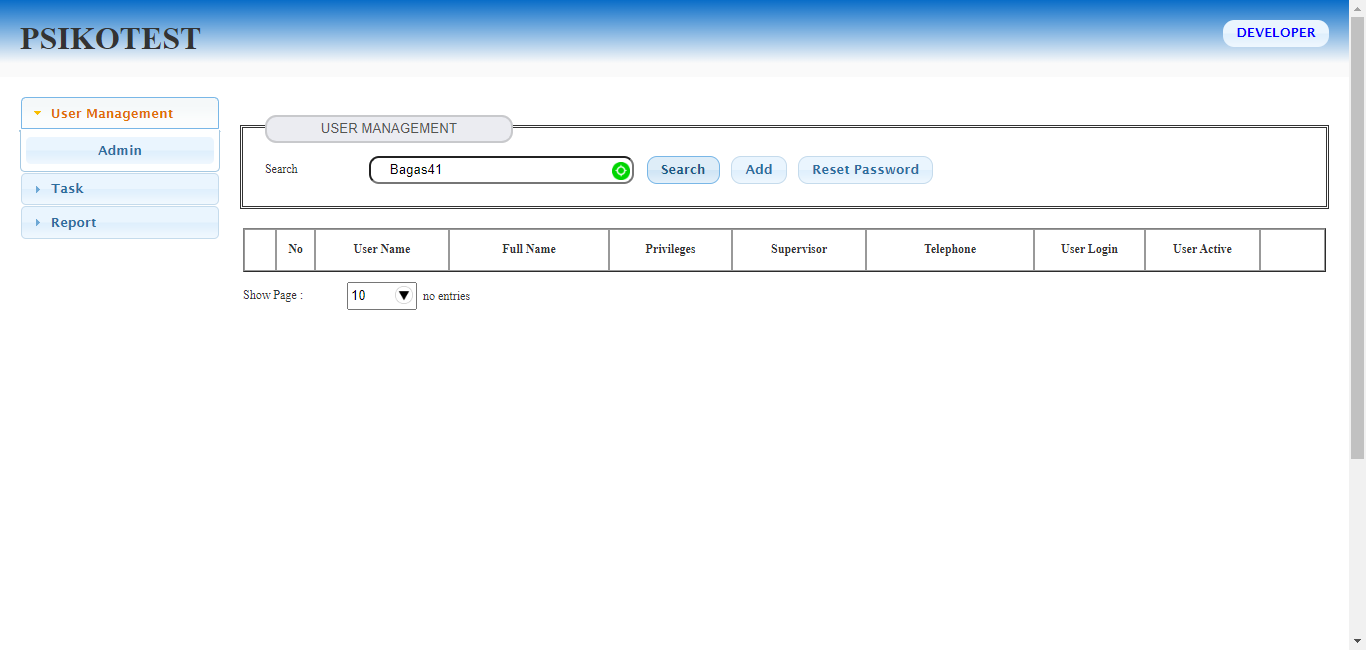 PSIKOTEST
DEVELOPER
User Management
Admin
Task
Report
USER MANAGEMENT
Search Bagas41 Search Add Reset Password
No User Name Full Name Privileges Supervisor Telephone User Login User Active
Show Page : 10 no entries